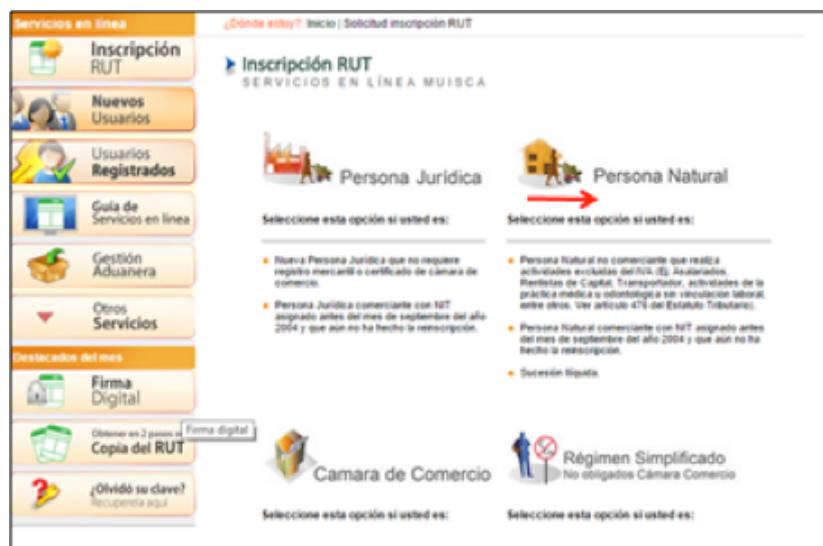 Servicios en línea
¿Dónde estoy?: Inicio | Solicitud inscripción RUT
Inscripción
RUT
Nuevos
Usuarios
Usuarios
Registrados
Guía de
Servicios en línea
Gestión
Aduanera
Otros
Servicios
Destacados del mes
Firma
Digital
Obtener en 2 pasos
Copia del RUT
Firma digital
¿Olvidó su clave?
Recupérela aquí
Inscripción RUT
SERVICIOS EN LÍNEA MUISCA
Persona Jurídica
Seleccione esta opción si usted es:
Nueva Persona Jurídica que no requiere
registro mercantil o certificado de cámara de
comercio.
Persona Jurídica comerciante con NIT
asignado antes del mes de septiembre del año
2004 y que aún no ha hecho la reinscripción.
Persona Natural
Seleccione esta opción si usted es:
Persona Natural no comerciante que realiza
actividades excluidas del IVA (Ej. Asalariados,
Rentistas de Capital, Transportador, actividades de la
práctica médica u odontológica sin vinculación laboral,
entre otros. Ver artículo 476 del Estatuto Tributario).
Persona Natural comerciante con NIT asignado antes
del mes de septiembre del año 2004 y que aún no ha
hecho la reinscripción.
Sucesión Ilíquida.
Camara de Comercio
Seleccione esta opción si usted es:
Régimen Simplificado
No obligados Cámara Comercio
Seleccione esta opción si usted es: